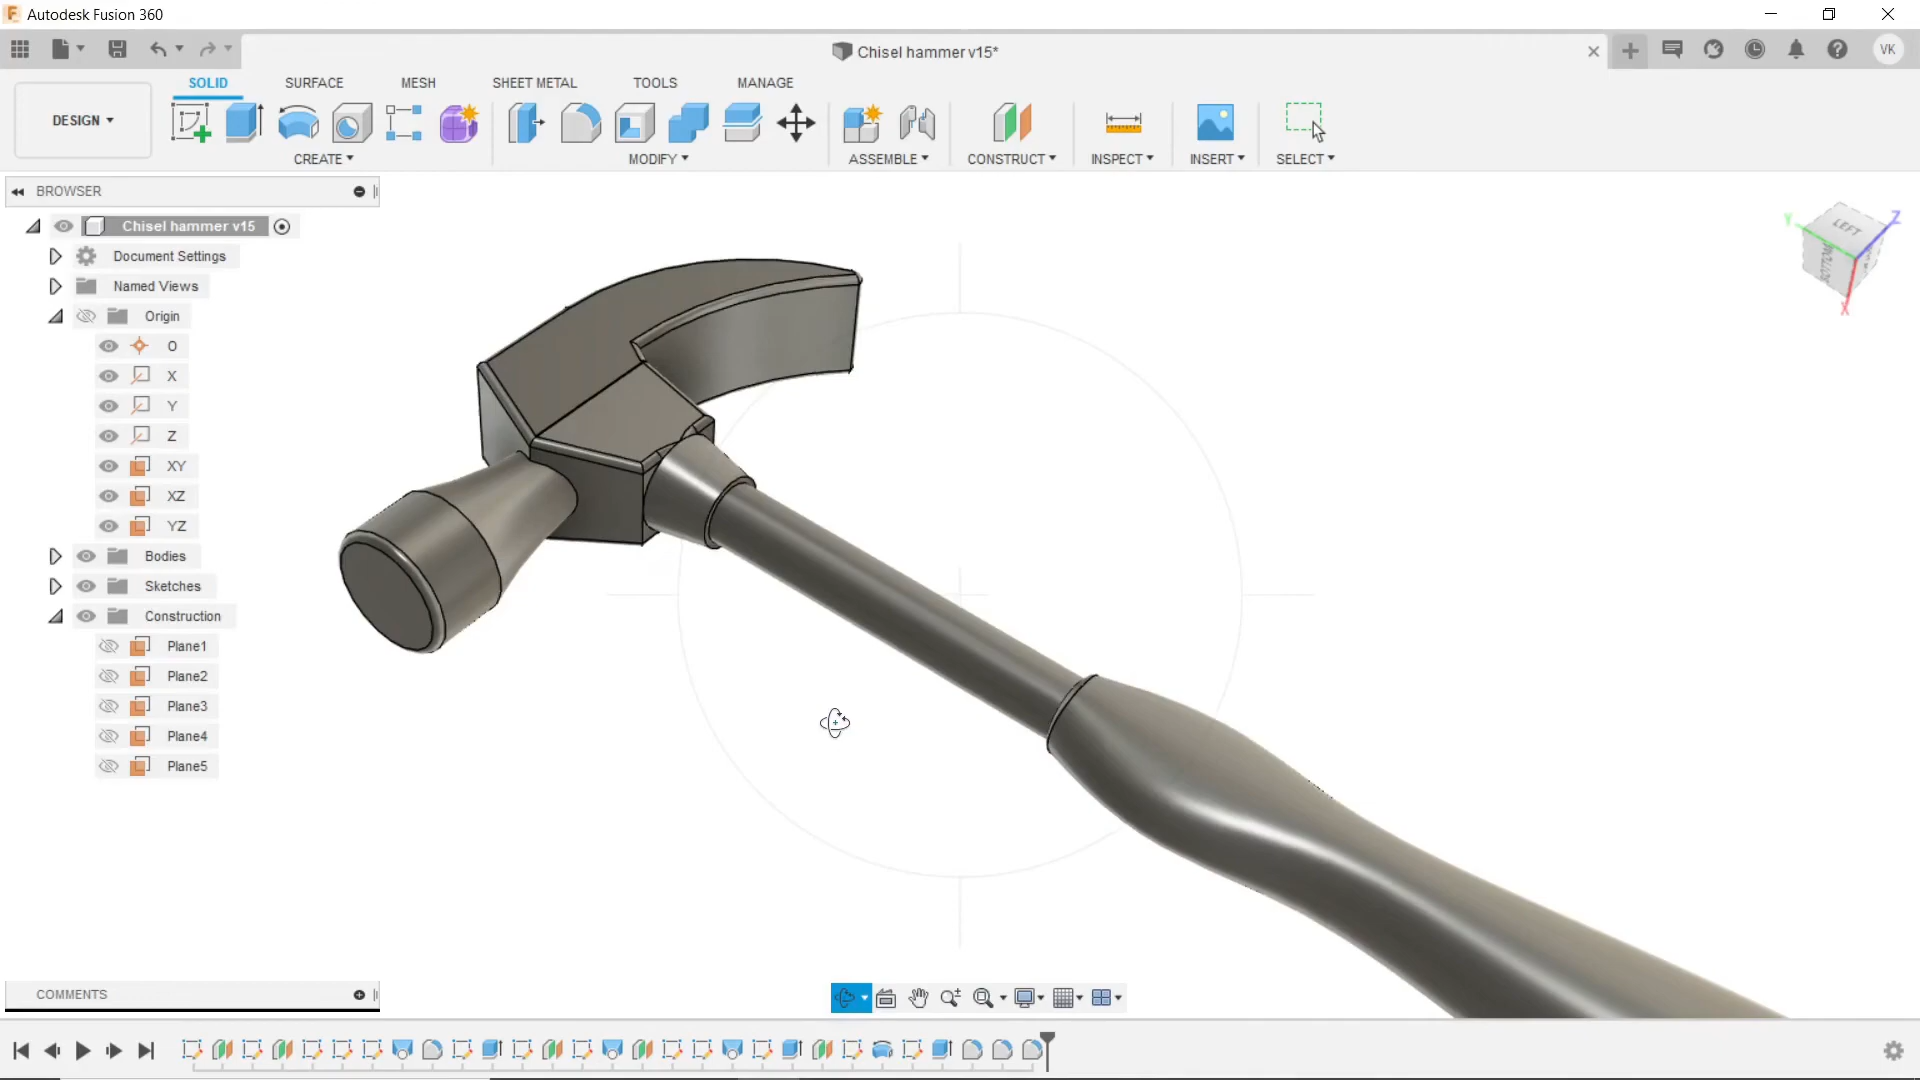 Autodesk Fusion 360
Chisel hammer v15*
VK
SOLID SURFACE MESH SHEET METAL TOOLS MANAGE
DESIGN
CREATE MODIFY ASSEMBLE CONSTRUCT INSPECT INSERT SELECT
BROWSER
Chisel hammer v15
Document Settings
Named Views
Origin
O
X
Y
Z
XY
XZ
YZ
Bodies
Sketches
Construction
Plane1
Plane2
Plane3
Plane4
Plane5
Y
Z
LEFT
BOTTOM
X
COMMENTS